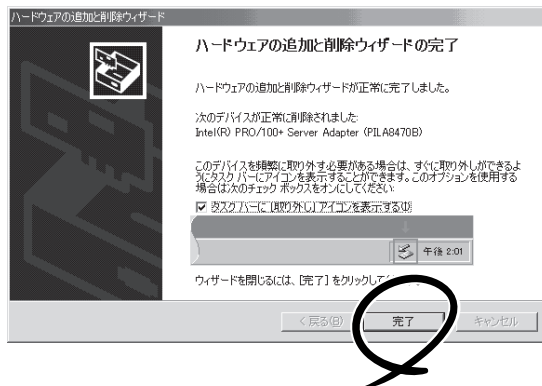 ハードウェアの追加と削除ウィザード
ハードウェアの追加と削除ウィザードの完了
ハードウェアの追加と削除ウィザードが正常に完了しました。
次のデバイスが正常に削除されました:
Intel(R) PRO/100+ Server Adapter (PILA8470B)
このデバイスを頻繁に取り外す必要がある場合は、すぐに取り外しができるよ
うにタスク バーにアイコンを表示することができます。このオプションを使用する
場合は次のチェック ボックスをオンにしてください:
タスク バーに [取り外し] アイコンを表示する(I)
午後 2:01
ウィザードを閉じるには、[完了] をクリックして
< 戻る(B)
完了
キャンセル